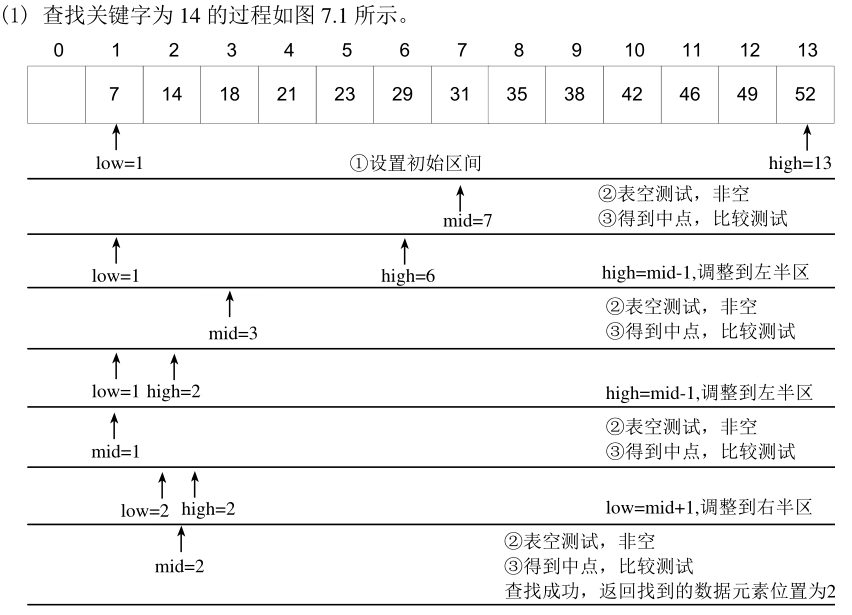 (1) 查找关键字为 14 的过程如图 7.1 所示。
0 1 2 3 4 5 6 7 8 9 10 11 12 13
7 14 18 21 23 29 31 35 38 42 46 49 52
low=1 ①设置初始区间 high=13
②表空测试，非空
mid=7 ③得到中点，比较测试
low=1 high=6 high=mid-1,调整到左半区
②表空测试，非空
mid=3 ③得到中点，比较测试
low=1 high=2 high=mid-1,调整到左半区
②表空测试，非空
mid=1 ③得到中点，比较测试
low=2 high=2 low=mid+1,调整到右半区
②表空测试，非空
mid=2 ③得到中点，比较测试
查找成功，返回找到的数据元素位置为2